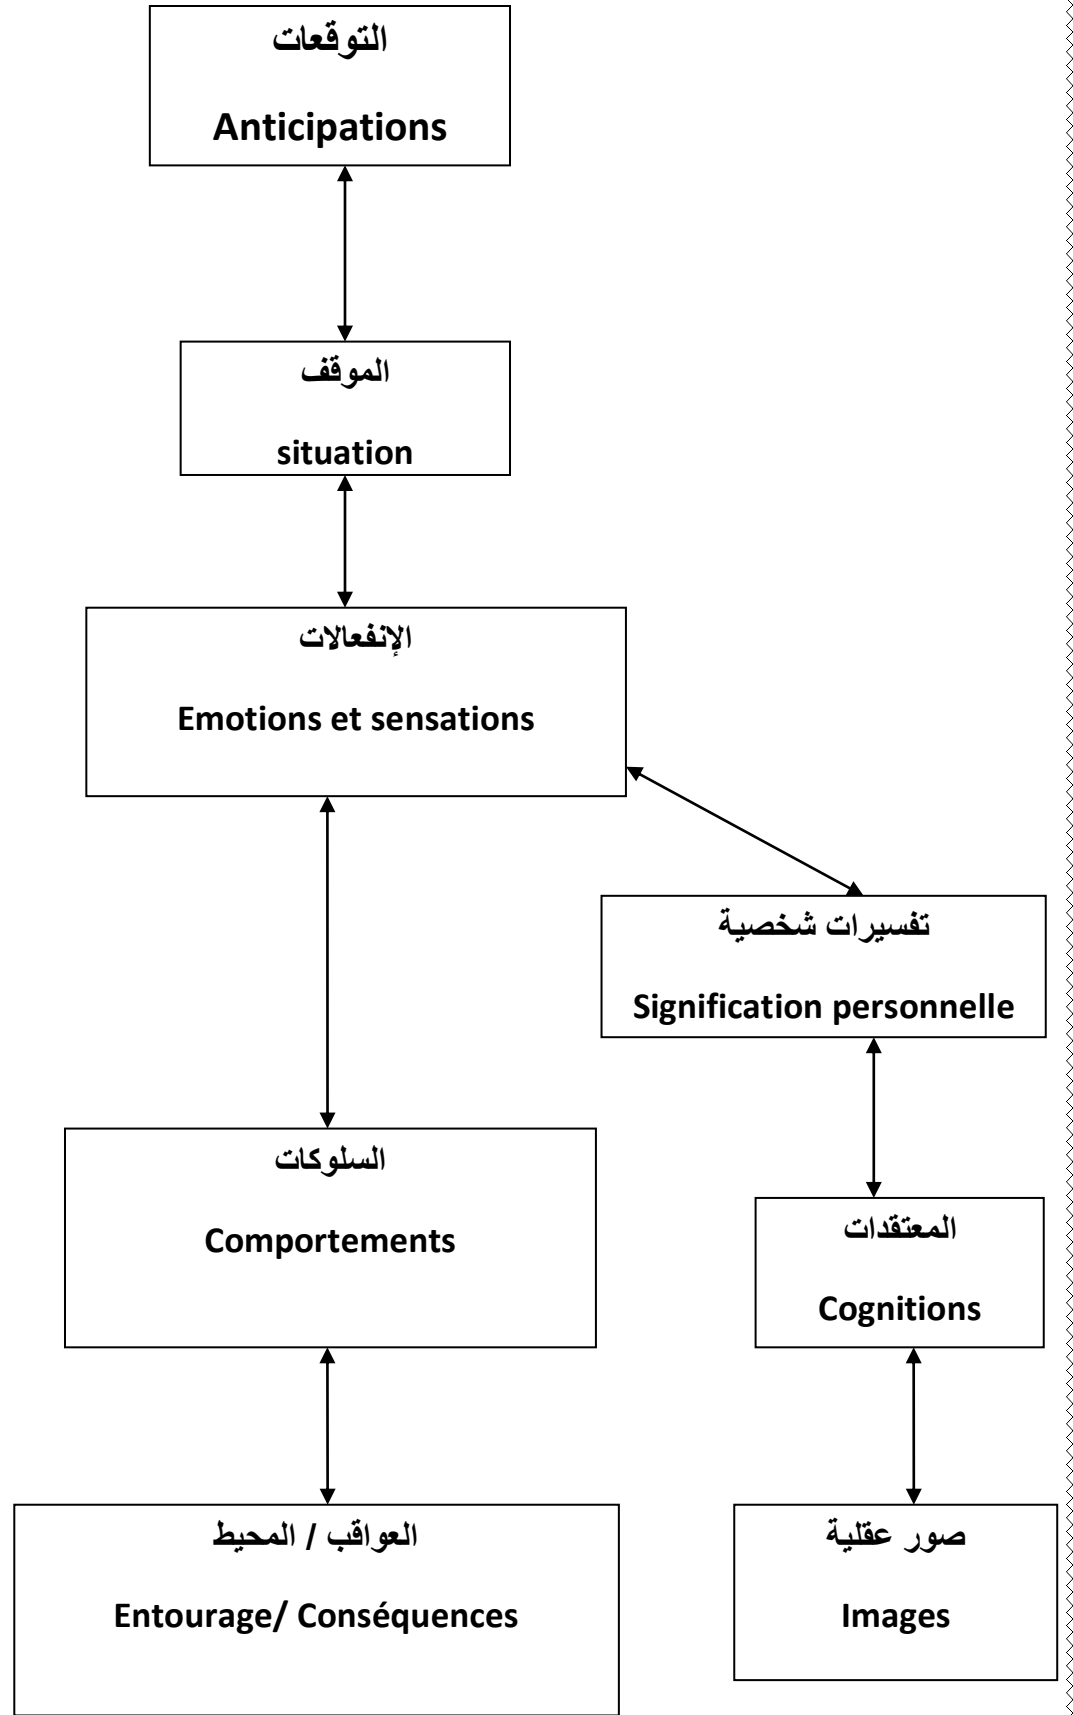 التوقعات
Anticipations
الموقف
situation
الإنفعالات
Emotions et sensations
تفسيرات شخصية
Signification personnelle
السلوكات
Comportements
المعتقدات
Cognitions
العواقب / المحيط
Entourage/ Conséquences
صور عقلية
Images